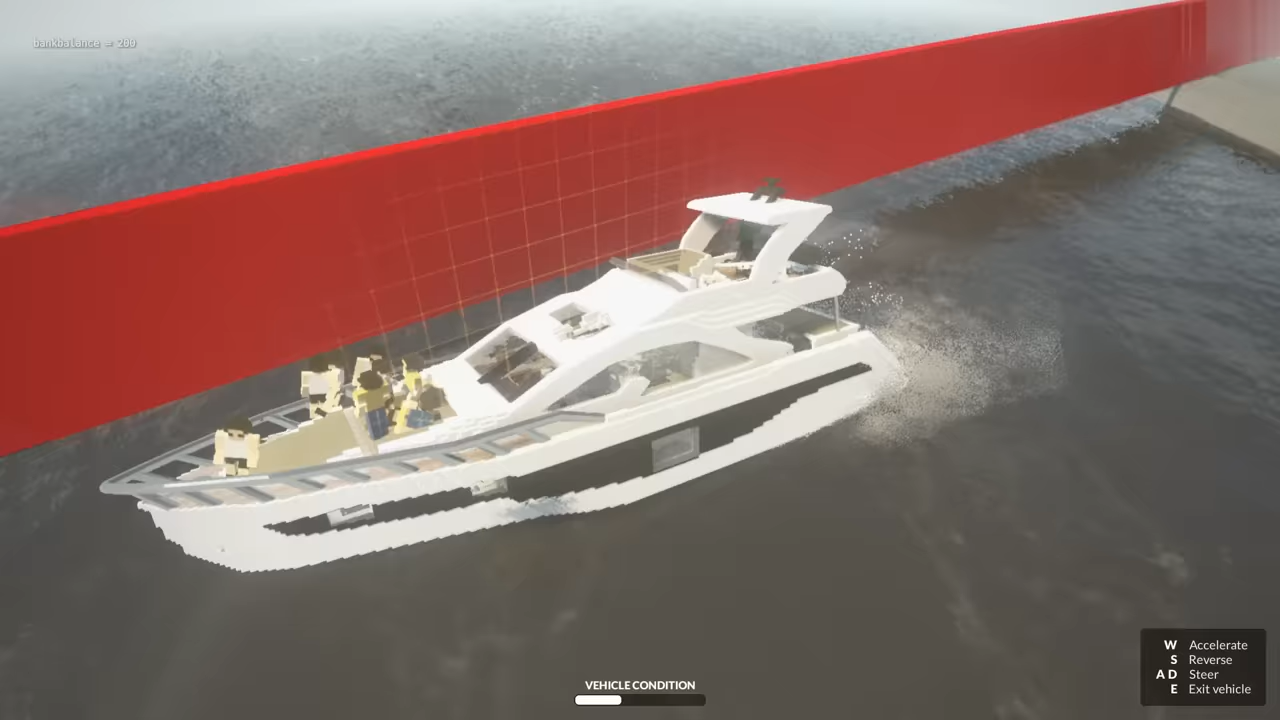 bankbalance = 200
VEHICLE CONDITION
W Accelerate
S Reverse
A D Steer
E Exit vehicle